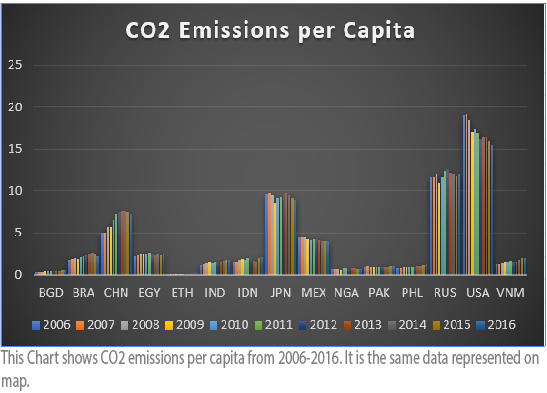 CO2 Emissions per Capita
25
20
15
10
5
0
BGD BRA CHN EGY ETH IND IDN JPN MEX NGA PAK PHL RUS USA VNM
2006 2007 2008 2009 2010 2011 2012 2013 2014 2015 2016
This Chart shows CO2 emissions per capita from 2006-2016. It is the same data represented on
map.